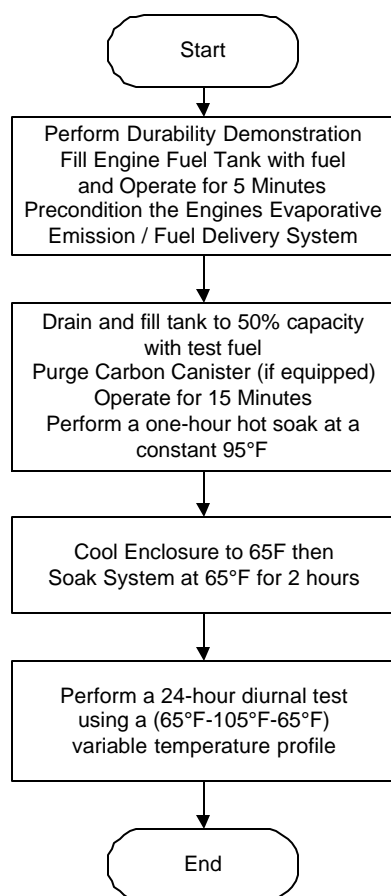 Start
Perform Durability Demonstration
Fill Engine Fuel Tank with fuel
and Operate for 5 Minutes
Precondition the Engines Evaporative
Emission / Fuel Delivery System
Drain and fill tank to 50% capacity
with test fuel
Purge Carbon Canister (if equipped)
Operate for 15 Minutes
Perform a one-hour hot soak at a
constant 95°F
Cool Enclosure to 65F then
Soak System at 65°F for 2 hours
Perform a 24-hour diurnal test
using a (65°F-105°F-65°F)
variable temperature profile
End